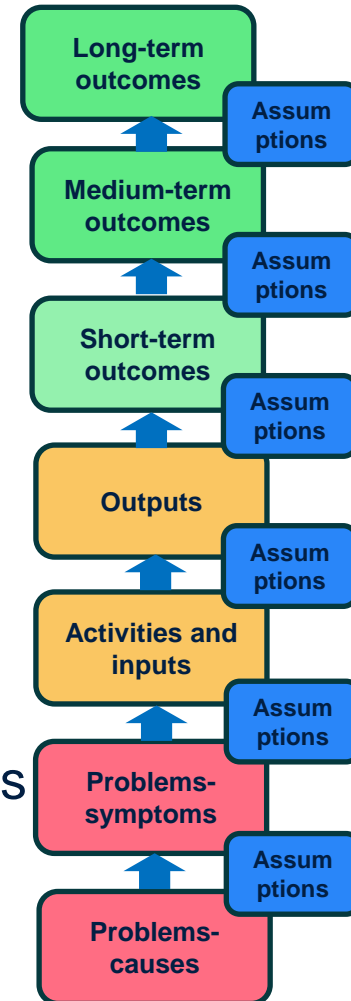 Long-term
outcomes
Assum
ptions
Medium-term
outcomes
Assum
ptions
Short-term
outcomes
Assum
ptions
Outputs
Assum
ptions
Activities and
inputs
Assum
ptions
s
Problems-
symptoms
Assum
ptions
Problems-
causes